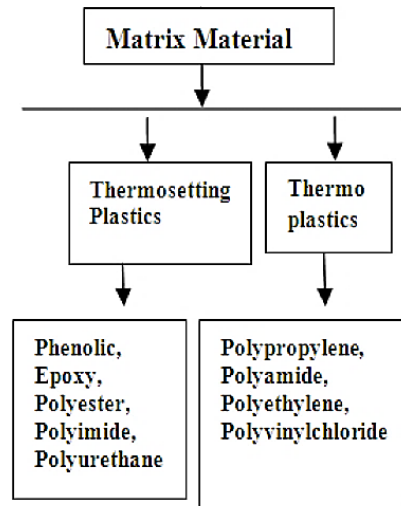 Matrix Material
Thermosetting
Plastics
Thermo
plastics
Phenolic,
Epoxy,
Polyester,
Polyimide,
Polyurethane
Polypropylene,
Polyamide,
Polyethylene,
Polyvinylchloride